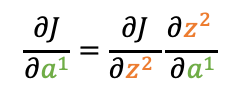 ∂J/∂a¹ = ∂J/∂z² ∂z²/∂a¹